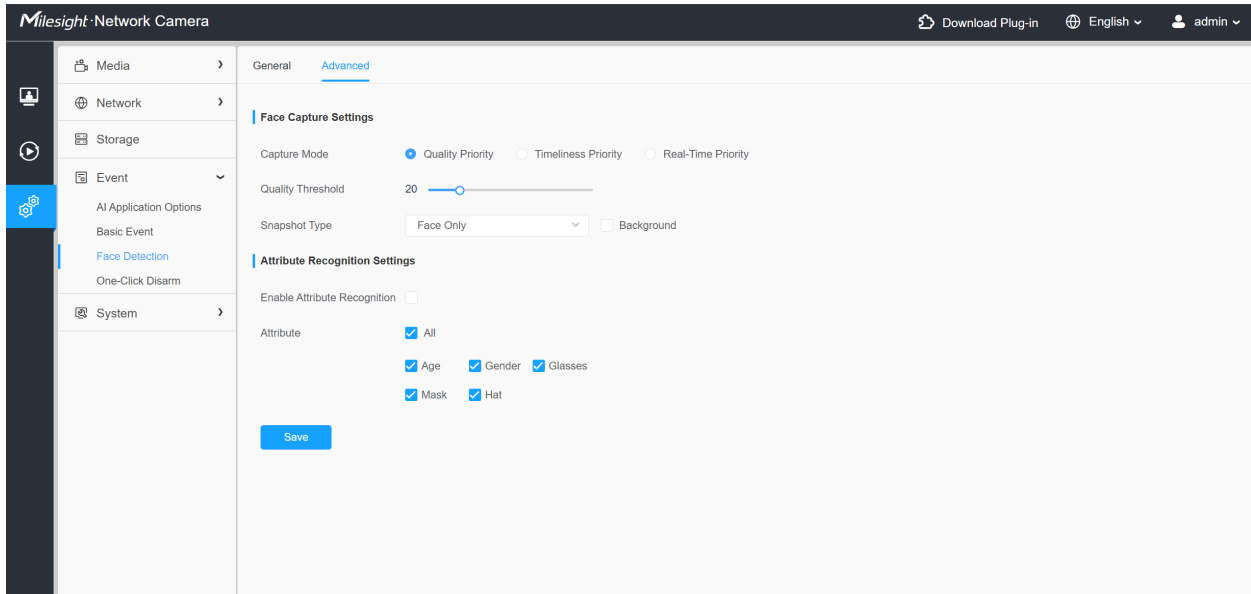 Milesight·Network Camera
Download Plug-in
English
admin
Media
Network
Storage
Event
AI Application Options
Basic Event
Face Detection
One-Click Disarm
System
General Advanced
Face Capture Settings
Capture Mode Quality Priority Timeliness Priority Real-Time Priority
Quality Threshold 20
Snapshot Type Face Only Background
Attribute Recognition Settings
Enable Attribute Recognition
Attribute All
Age Gender Glasses
Mask Hat
Save